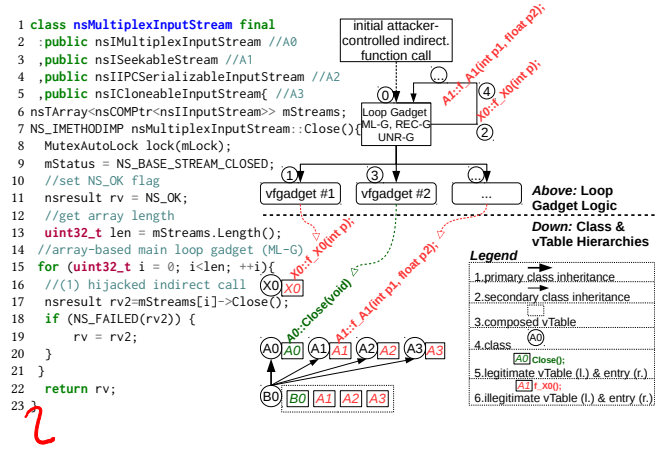 1 class nsMultiplexInputStream final
2 :public nsIMultiplexInputStream //A0
3 ,public nsISeekableStream //A1
4 ,public nsIIPCSerializableInputStream //A2
5 ,public nsICloneableInputStream{ //A3
6 nsTArray<nsCOMPtr<nsIInputStream>> mStreams;
7 NS_IMETHODIMP nsMultiplexInputStream::Close(){
8 MutexAutoLock lock(mLock);
9 mStatus = NS_BASE_STREAM_CLOSED;
10 //set NS_OK flag
11 nsresult rv = NS_OK;
12 //get array length
13 uint32_t len = mStreams.Length();
14 //array-based main loop gadget (ML-G)
15 for (uint32_t i = 0; i<len; ++i){
16 //(1) hijacked indirect call
17 nsresult rv2=mStreams[i]->Close();
18 if (NS_FAILED(rv2)) {
19 rv = rv2;
20 }
21 }
22 return rv;
23 }
initial attacker-
controlled indirect.
function call
...
A1::f_A1(int p1, float p2);
X0::f_X0(int p);
0
4
2
Loop Gadget
ML-G, REC-G
UNR-G
1
3
...
vfgadget #1
vfgadget #2
...
Above: Loop
Gadget Logic
Down: Class &
vTable Hierarchies
X0::f_X0(int p);
A0::Close(void)
A1::f_A1(int p1, float p2);
X0 X0
A0 A0 A1 A1 A2 A2 A3 A3
B0 B0 A1 A2 A3
Legend
1.primary class inheritance
2.secondary class inheritance
3.composed vTable
4.class A0
A0 Close();
5.legitimate vTable (l.) & entry (r.)
A1 f_X0();
6.illegitimate vTable (l.) & entry (r.)